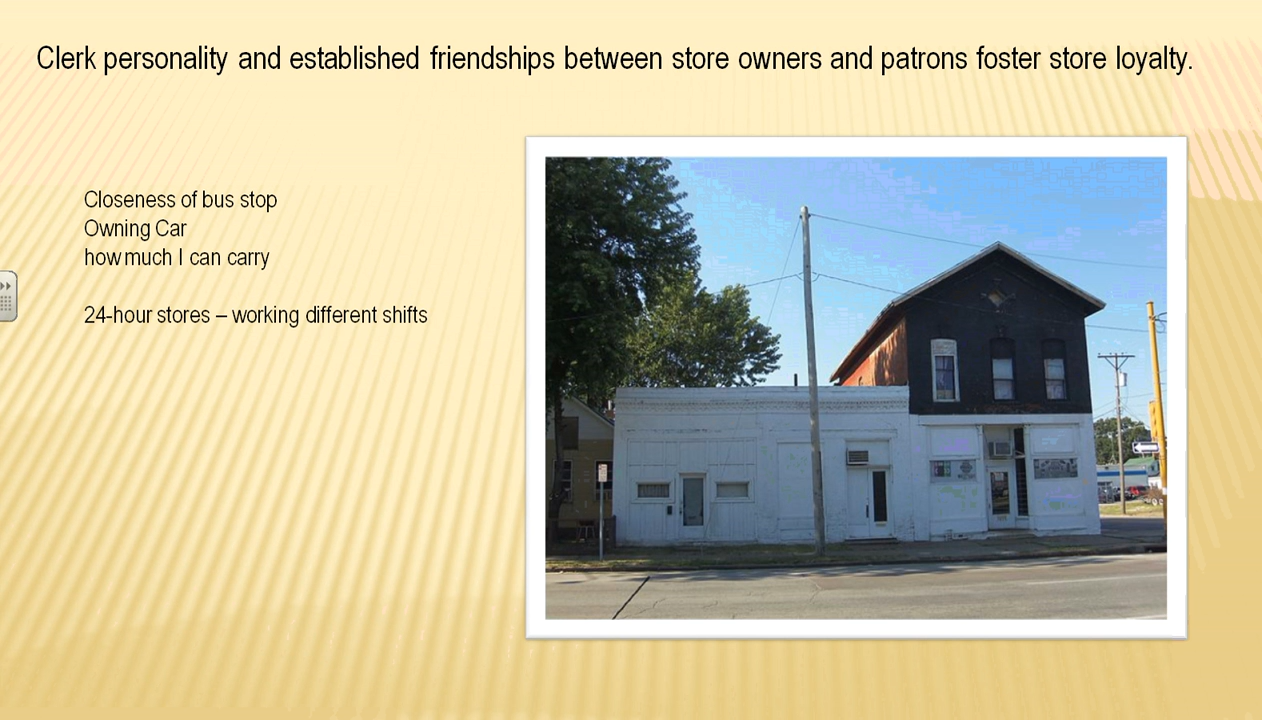 Clerk personality and established friendships between store owners and patrons foster store loyalty.
Closeness of bus stop
Owning Car
how much I can carry
24-hour stores – working different shifts